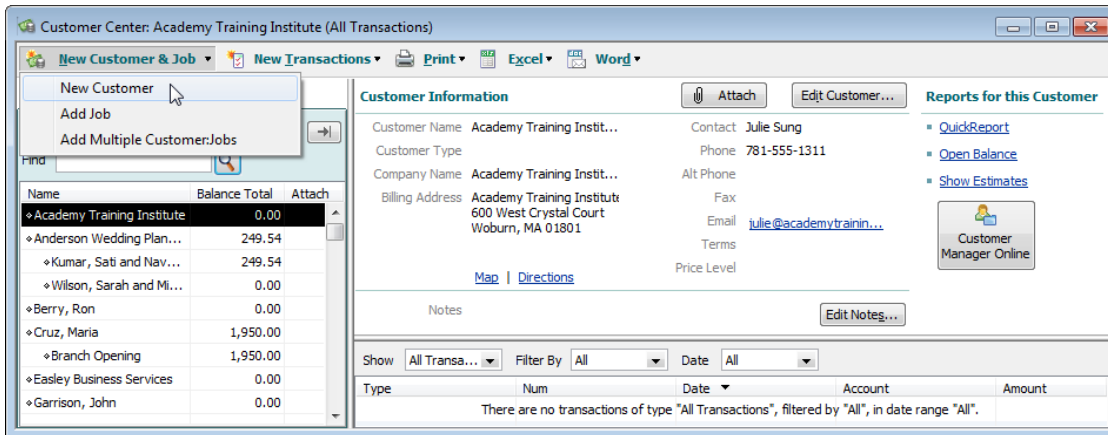 Customer Center: Academy Training Institute (All Transactions)
New Customer & Job New Transactions Print Excel Word
New Customer
Add Job
Add Multiple Customer:Jobs
Find
Name Balance Total Attach
Academy Training Institute 0.00
Anderson Wedding Plan... 249.54
Kumar, Sati and Nav... 249.54
Wilson, Sarah and Mi... 0.00
Berry, Ron 0.00
Cruz, Maria 1,950.00
Branch Opening 1,950.00
Easley Business Services 0.00
Garrison, John 0.00
Customer Information Attach Edit Customer...
Customer Name Academy Training Instit... Contact Julie Sung
Customer Type Phone 781-555-1311
Company Name Academy Training Instit... Alt Phone
Billing Address Academy Training Institute Fax
600 West Crystal Court
Woburn, MA 01801
Email julie@academytrainin...
Terms
Price Level
Map | Directions
Notes Edit Notes...
Reports for this Customer
QuickReport
Open Balance
Show Estimates
Customer
Manager Online
Show All Transa... Filter By All Date All
Type Num Date Account Amount
There are no transactions of type "All Transactions", filtered by "All", in date range "All".